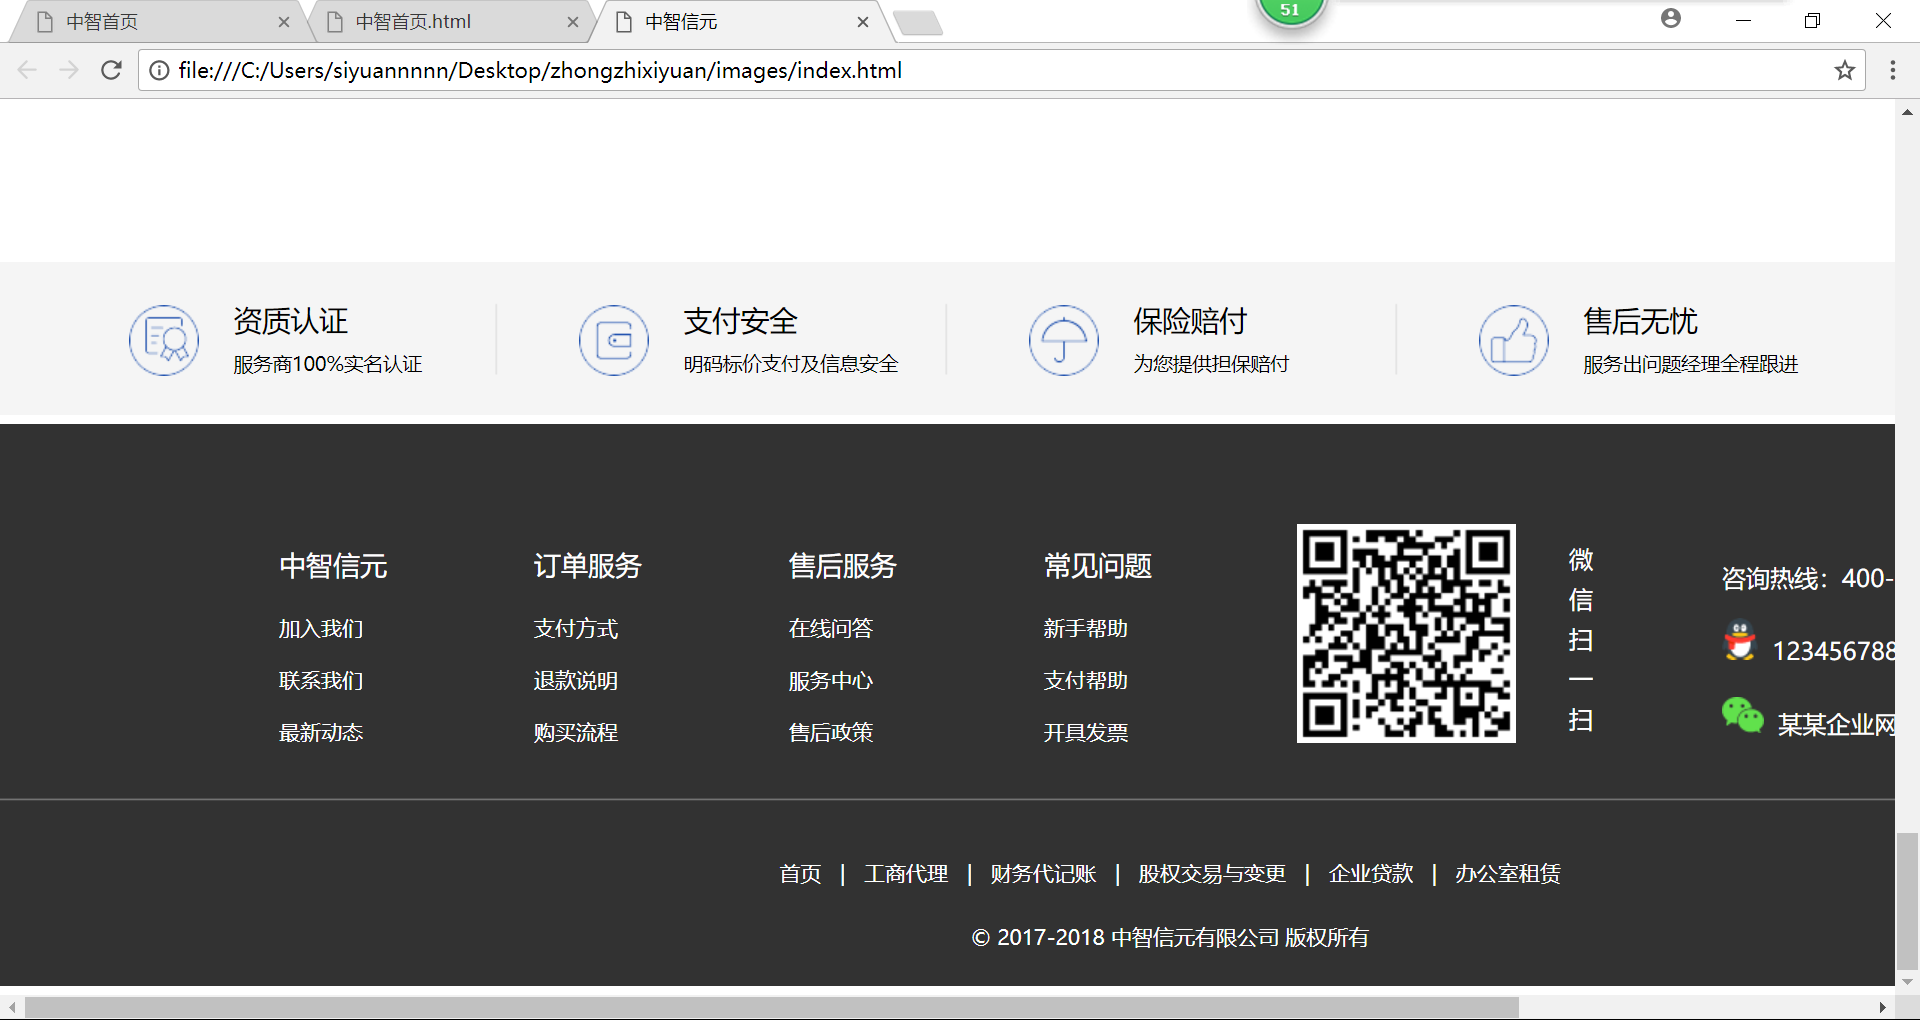 中智首页
中智首页.html
中智信元
51
file:///C:/Users/siyuannnnn/Desktop/zhongzhixiyuan/images/index.html
资质认证
服务商100%实名认证
支付安全
明码标价支付及信息安全
保险赔付
为您提供担保赔付
售后无忧
服务出问题经理全程跟进
中智信元
加入我们
联系我们
最新动态
订单服务
支付方式
退款说明
购买流程
售后服务
在线问答
服务中心
售后政策
常见问题
新手帮助
支付帮助
开具发票
微
信
扫
一
扫
咨询热线：400-
123456788
某某企业网
首页 | 工商代理 | 财务代记账 | 股权交易与变更 | 企业贷款 | 办公室租赁
© 2017-2018 中智信元有限公司 版权所有